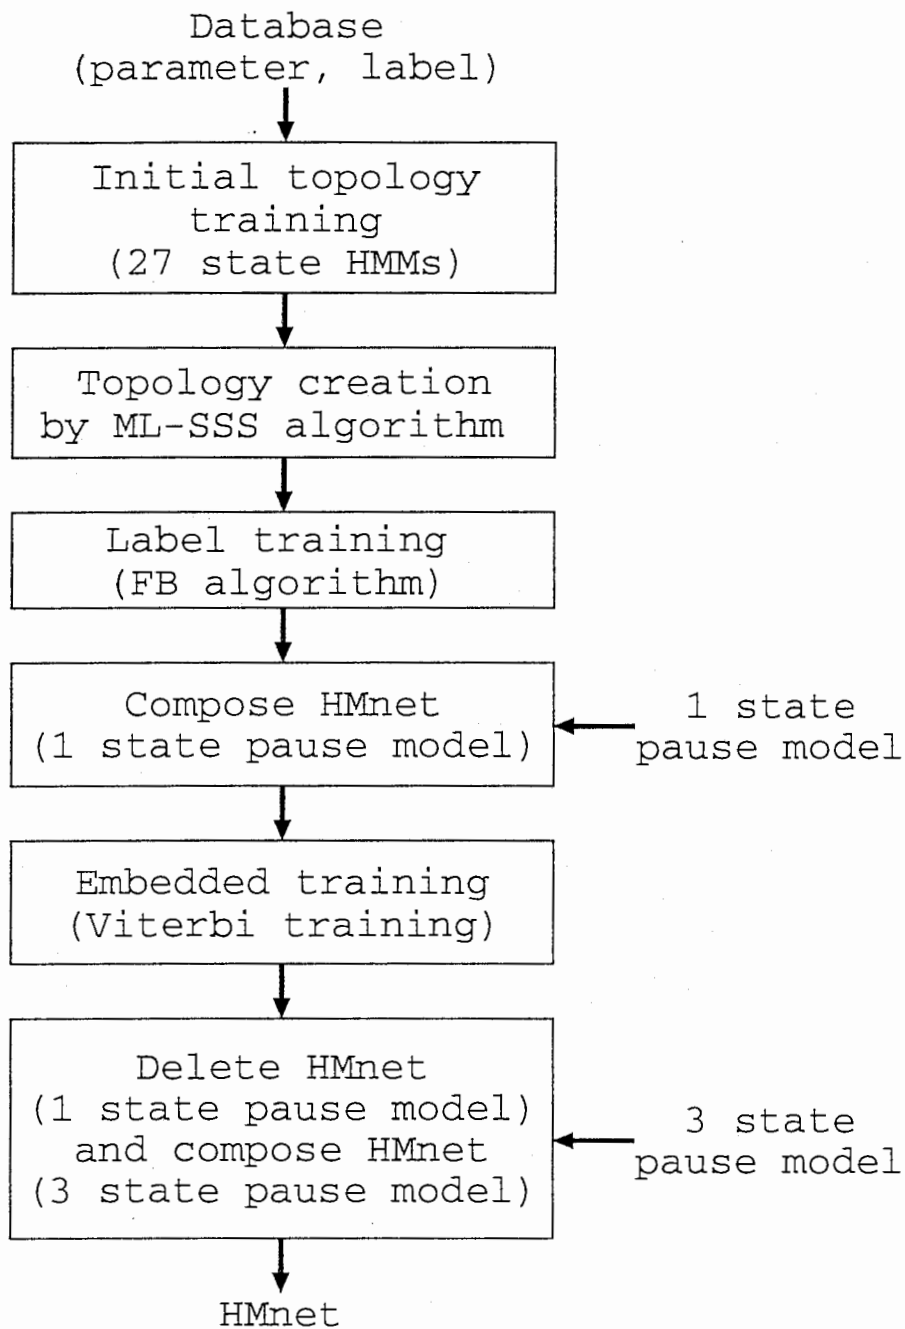 Database
(parameter, label)
Initial topology
training
(27 state HMMs)
Topology creation
by ML-SSS algorithm
Label training
(FB algorithm)
Compose HMnet
(1 state pause model)
1 state
pause model
Embedded training
(Viterbi training)
Delete HMnet
(1 state pause model)
and compose HMnet
(3 state pause model)
3 state
pause model
HMnet